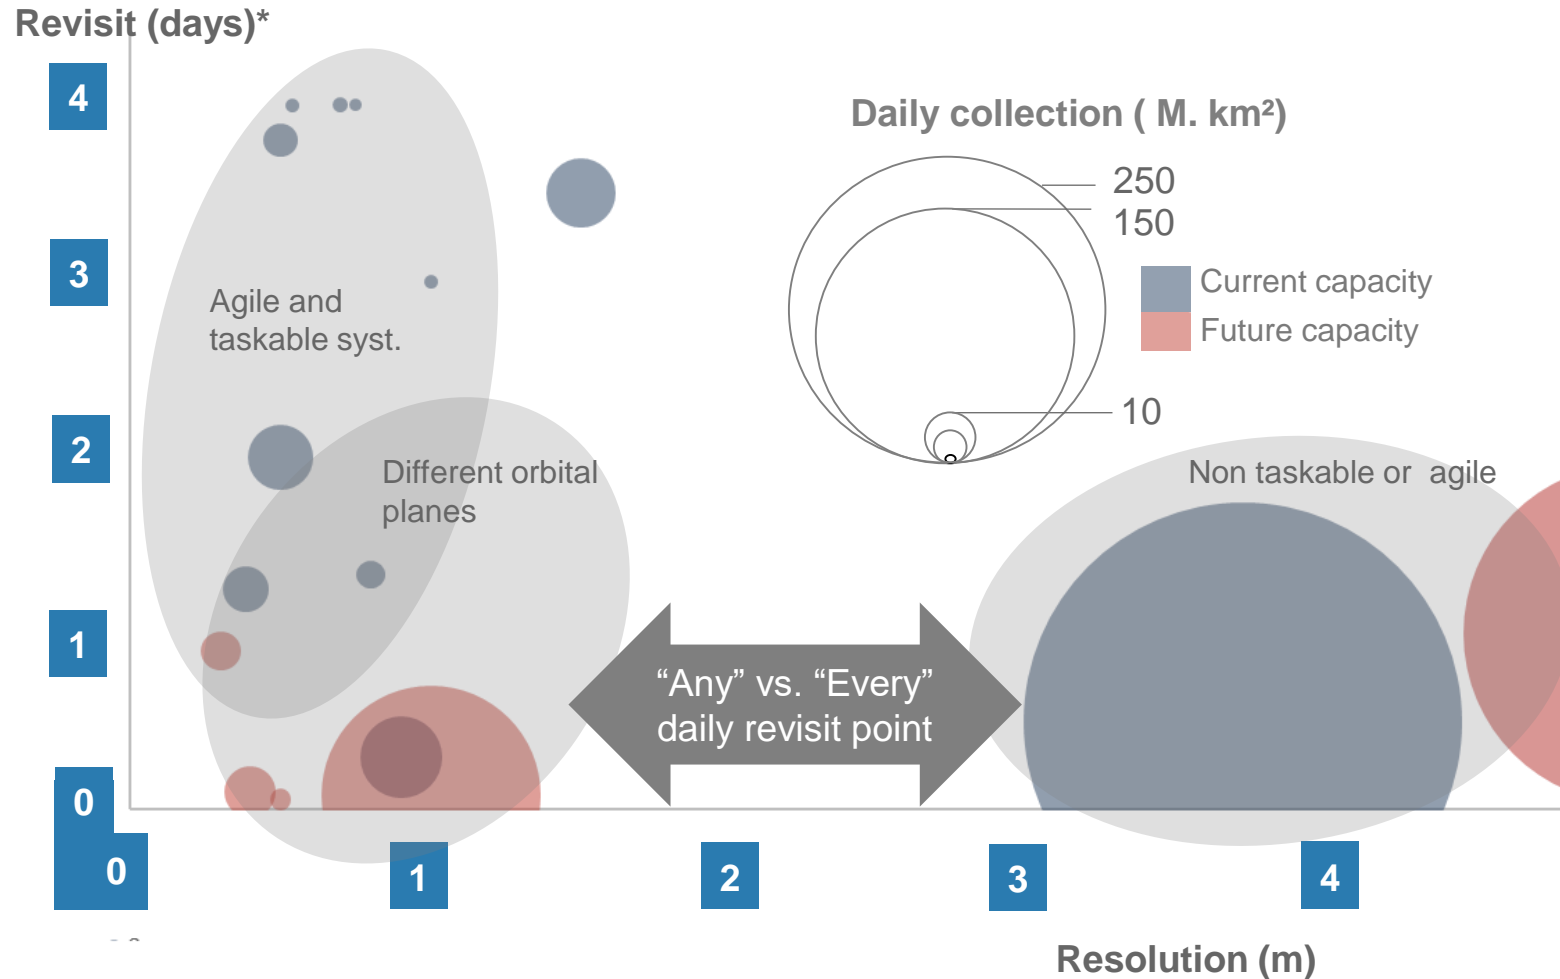 Revisit (days)*
4
Daily collection ( M. km²)
250
150
3
Current capacity
Agile and
taskable syst.
Future capacity
10
2
Different orbital
planes
Non taskable or  agile
1
“Any” vs. “Every”
daily revisit point
0
0
1
2
3
4
Resolution (m)